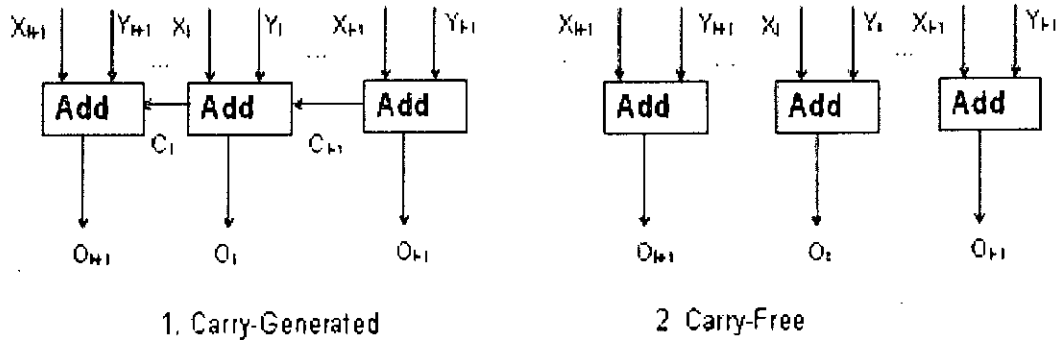 Xi+1 Yi+1 Xi Yi Xi-1 Yi-1 Xi+1 Yi+1 Xi Yi Xi-1 Yi-1
... ... ... ...
Add Add Add Add Add Add
Ci Ci-1
Oi+1 Oi Oi-1 Oi+1 Oi Oi-1
1. Carry-Generated 2 Carry-Free